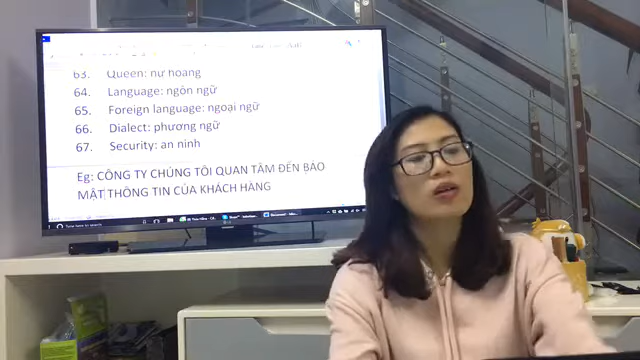 63. Queen: nữ hoàng
64. Language: ngôn ngữ
65. Foreign language: ngoại ngữ
66. Dialect: phương ngữ
67. Security: an ninh
Eg: CÔNG TY CHÚNG TÔI QUAN TÂM ĐẾN BẢO
MẬT THÔNG TIN CỦA KHÁCH HÀNG